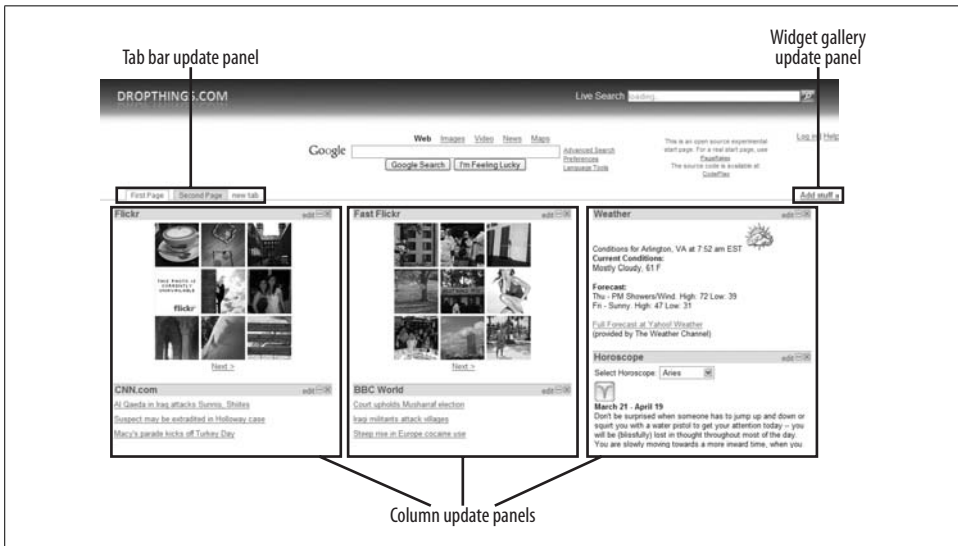 Tab bar update panel
Widget gallery
update panel
DROPTHINGS.COM
Live Search loading...
Web Images Video News Maps
Google
Advanced Search
Preferences
Language Tools
Google Search I'm Feeling Lucky
This is an open source experimental
start page. For a real start page, use
Pageflakes
The source code is available at:
CodePlex
Log in Help
First Page Second Page new tab
Add stuff
Flickr edit
THIS PHOTO IS
CURRENTLY
UNAVAILABLE
flickr
Next >
CNN.com edit
Al Qaeda in Iraq attacks Sunnis, Shiites
Suspect may be extradited in Holloway case
Macy's parade kicks off Turkey Day
Fast Flickr edit
Next >
BBC World edit
Court upholds Musharraf election
Iraqi militants attack villages
Steep rise in Europe cocaine use
Weather edit
Conditions for Arlington, VA at 7:52 am EST
Current Conditions:
Mostly Cloudy, 61 F
Forecast:
Thu - PM Showers/Wind. High: 72 Low: 39
Fri - Sunny. High: 47 Low: 31
Full Forecast at Yahoo! Weather
(provided by The Weather Channel)
Horoscope edit
Select Horoscope: Aries
March 21 - April 19
Don't be surprised when someone has to jump up and down or
squirt you with a water pistol to get your attention today -- you
will be (blissfully) lost in thought throughout most of the day.
You are slowly moving towards a more inward time, when you
Column update panels